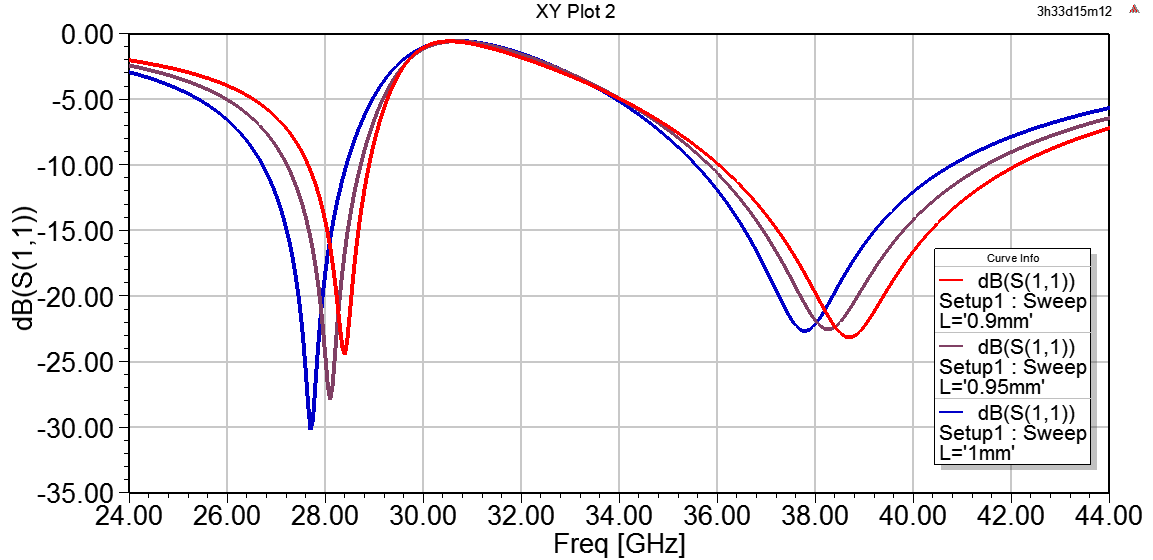 XY Plot 2
3h33d15m12
0.00
-5.00
-10.00
-15.00
-20.00
-25.00
-30.00
-35.00
dB(S(1,1))
24.00 26.00 28.00 30.00 32.00 34.00 36.00 38.00 40.00 42.00 44.00
Freq [GHz]
Curve Info
dB(S(1,1))
Setup1 : Sweep
L='0.9mm'
dB(S(1,1))
Setup1 : Sweep
L='0.95mm'
dB(S(1,1))
Setup1 : Sweep
L='1mm'